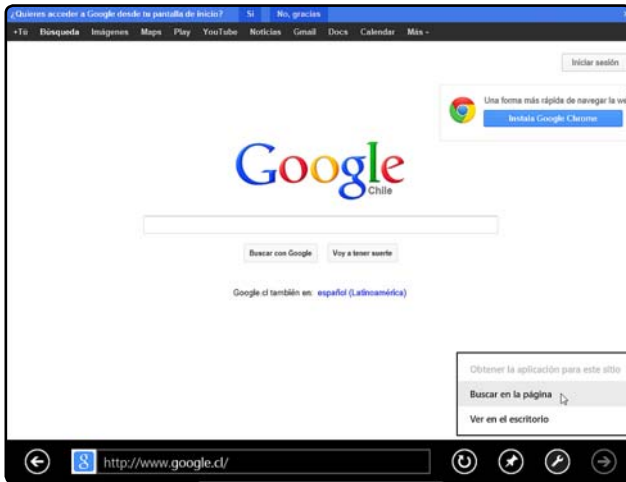 ¿Quieres acceder a Google desde tu pantalla de inicio? Sí No, gracias
+Tú Búsqueda Imágenes Maps Play YouTube Noticias Gmail Docs Calendar Más
Iniciar sesión
Una forma más rápida de navegar la we
Instala Google Chrome
Google
Chile
Buscar con Google Voy a tener suerte
Google.cl también en: español (Latinoamérica)
Obtener la aplicación para este sitio
Buscar en la página
Ver en el escritorio
8 http://www.google.cl/